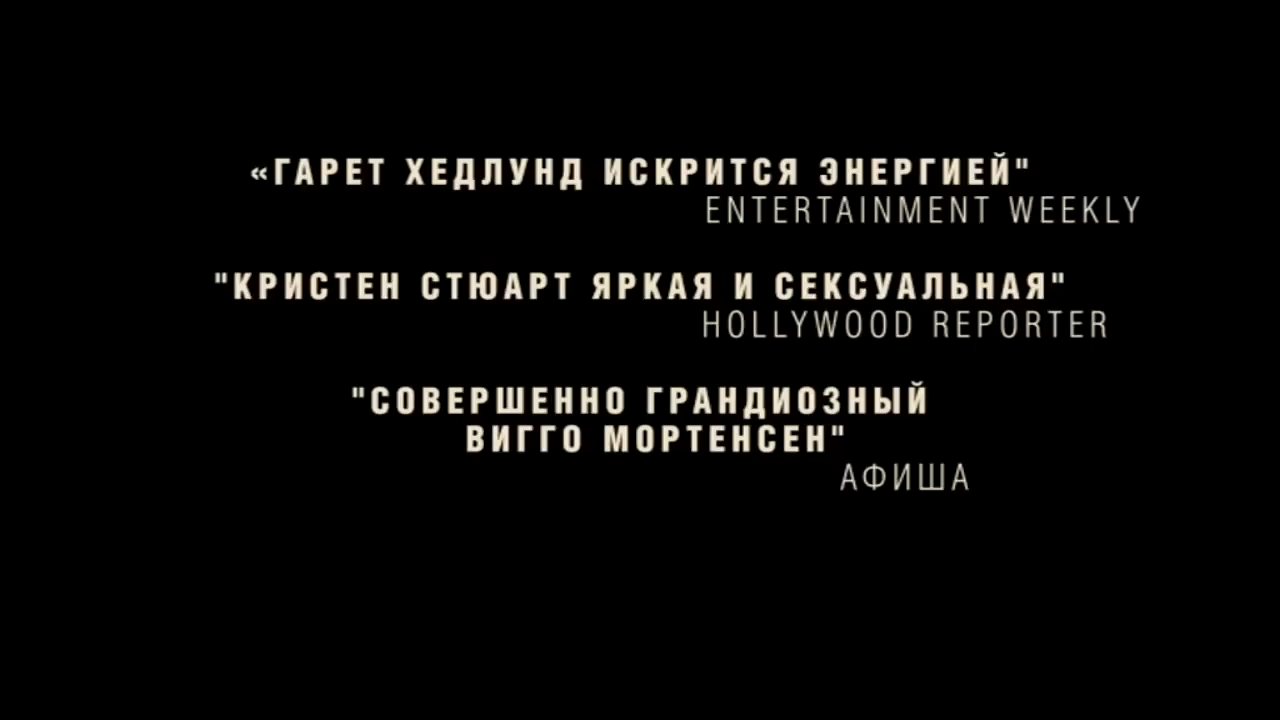 «ГАРЕТ ХЕДЛУНД ИСКРИТСЯ ЭНЕРГИЕЙ"
ENTERTAINMENT WEEKLY
"КРИСТЕН СТЮАРТ ЯРКАЯ И СЕКСУАЛЬНАЯ"
HOLLYWOOD REPORTER
"СОВЕРШЕННО ГРАНДИОЗНЫЙ
ВИГГО МОРТЕНСЕН"
АФИША